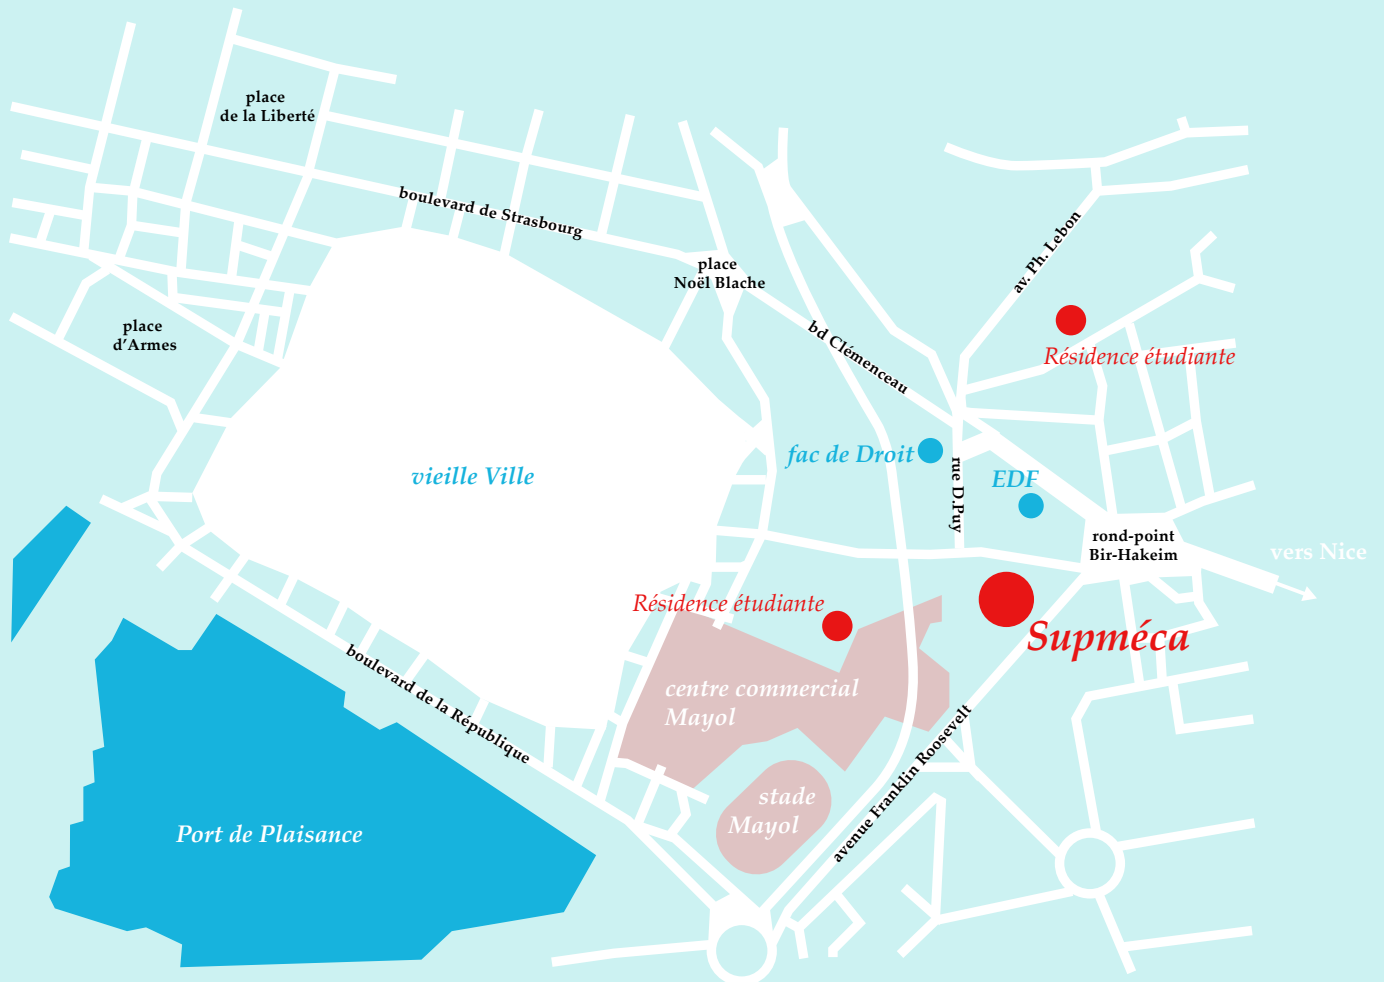 place
de la Liberté
boulevard de Strasbourg
place
Noël Blache
av. Ph. Lebon
place
d'Armes
bd Clémenceau
Résidence étudiante
vieille Ville
fac de Droit
rue D.Puy
EDF
rond-point
Bir-Hakeim
vers Nice
Résidence étudiante
Supméca
boulevard de la République
centre commercial
Mayol
avenue Franklin Roosevelt
stade
Mayol
Port de Plaisance